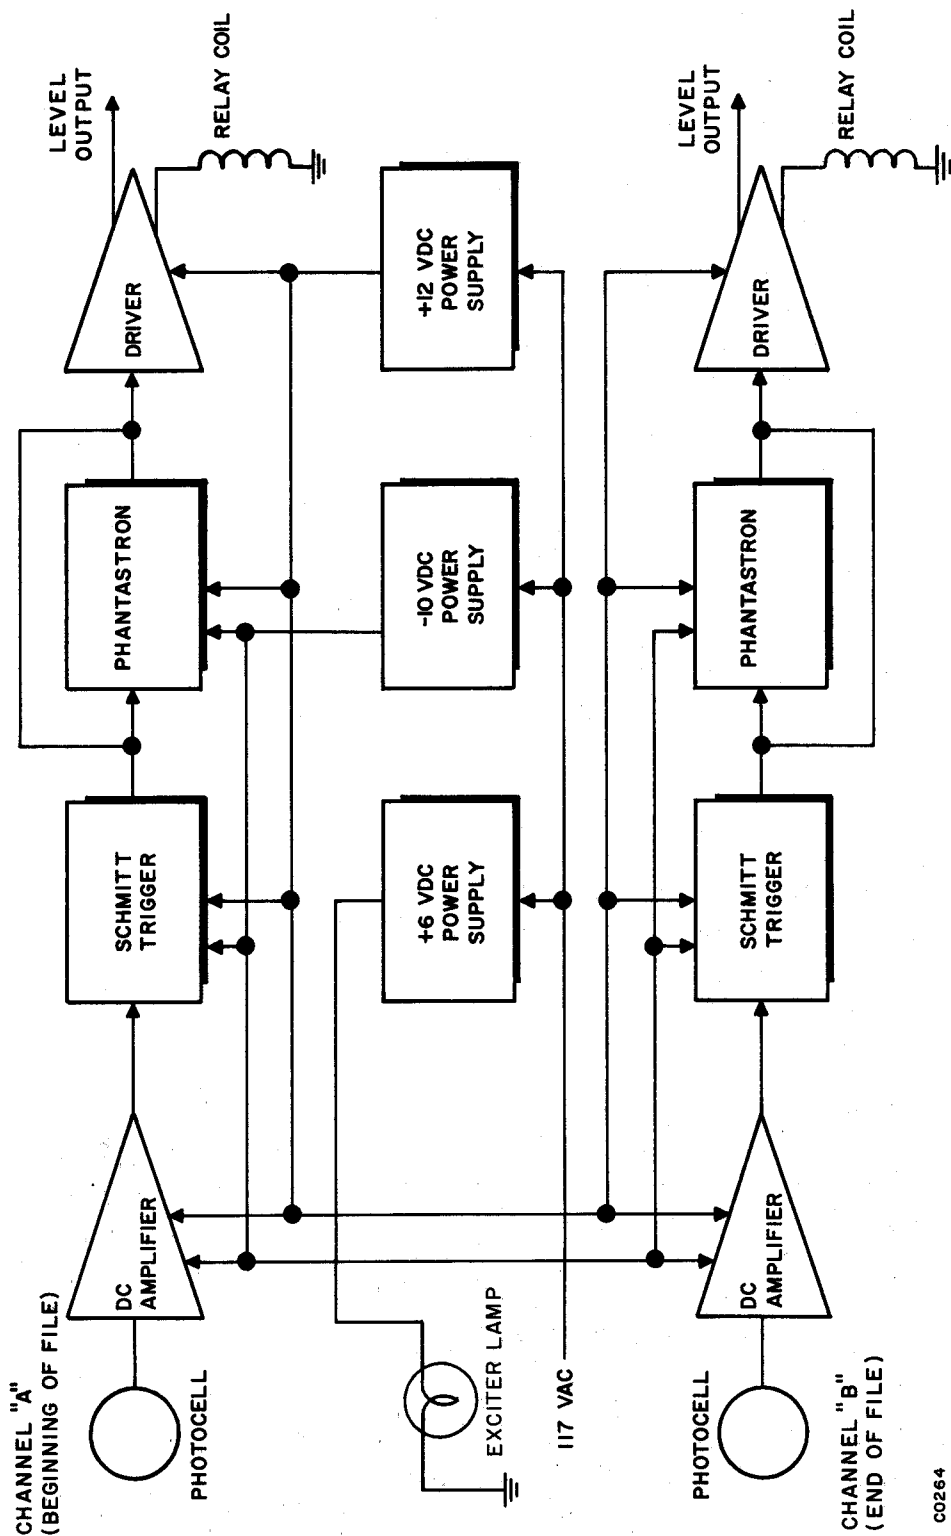 CHANNEL "A"
(BEGINNING OF FILE)
PHOTOCELL
DC
AMPLIFIER
SCHMITT
TRIGGER
PHANTASTRON
DRIVER
LEVEL
OUTPUT
RELAY COIL
EXCITER LAMP
117 VAC
+6 VDC
POWER
SUPPLY
-10 VDC
POWER
SUPPLY
+12 VDC
POWER
SUPPLY
PHOTOCELL
CHANNEL "B"
(END OF FILE)
DC
AMPLIFIER
SCHMITT
TRIGGER
PHANTASTRON
DRIVER
LEVEL
OUTPUT
RELAY COIL
C0264